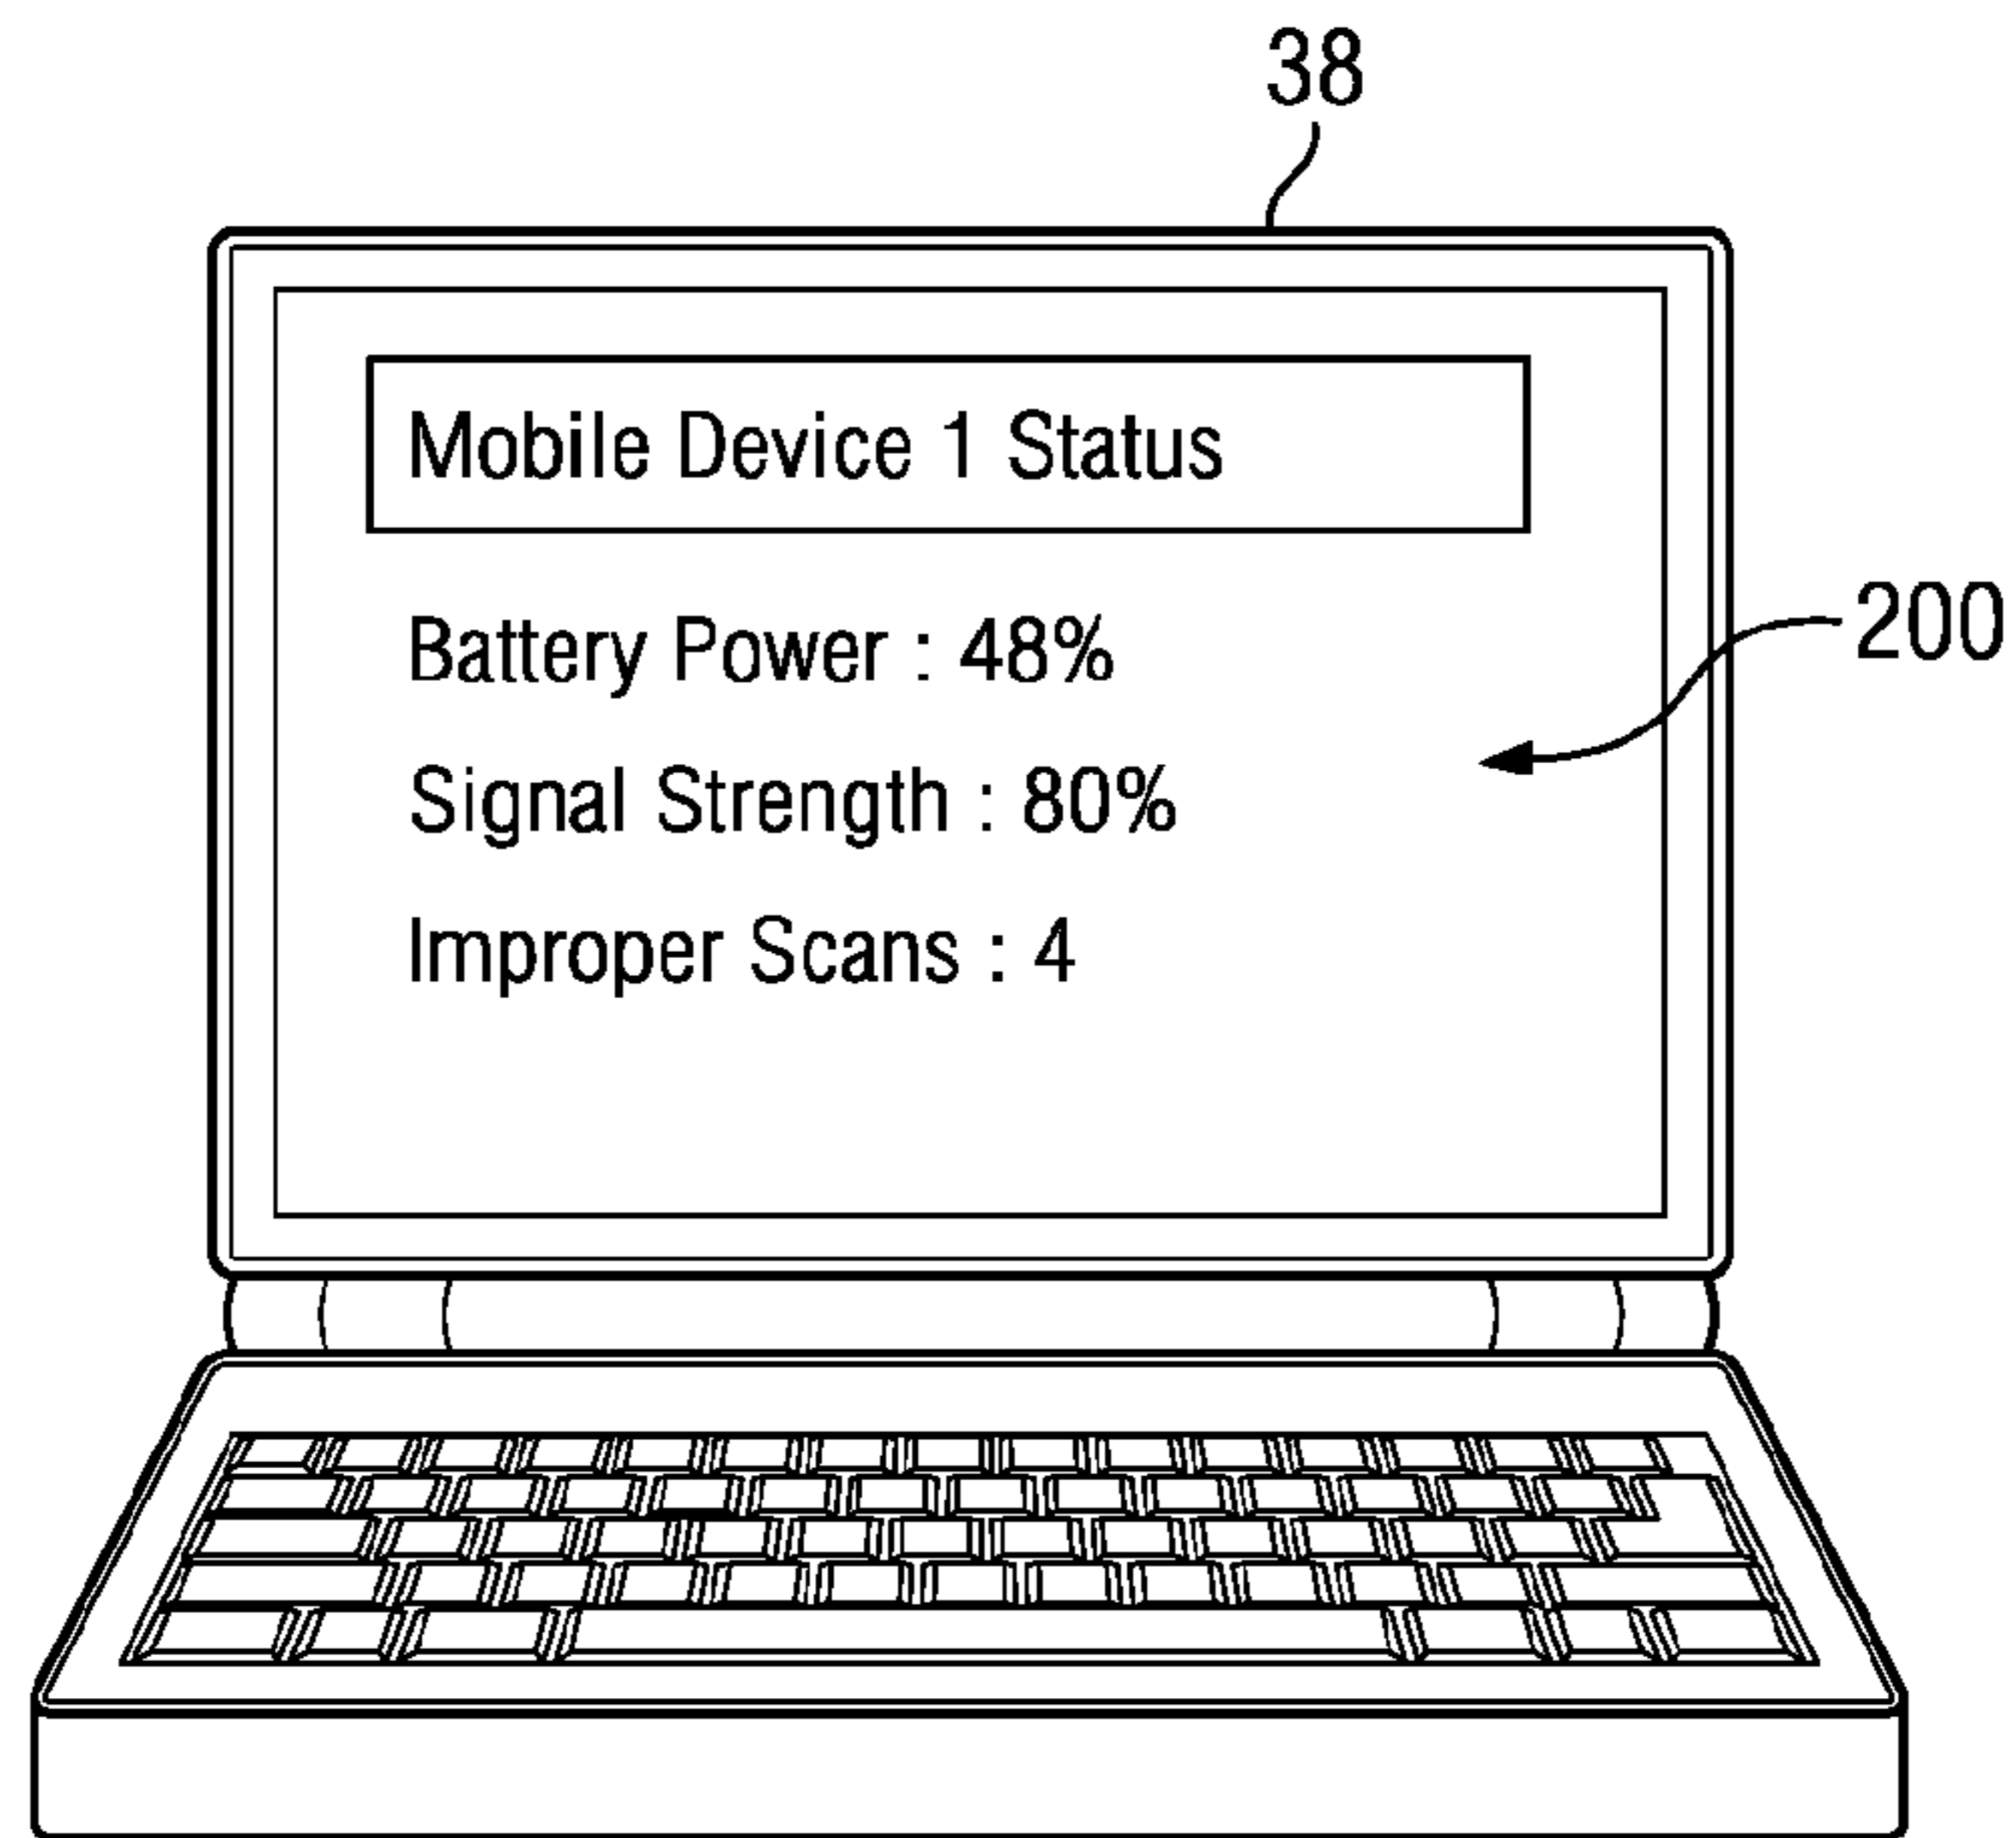 38
Mobile Device 1 Status
200
Battery Power : 48%
Signal Strength : 80%
Improper Scans : 4